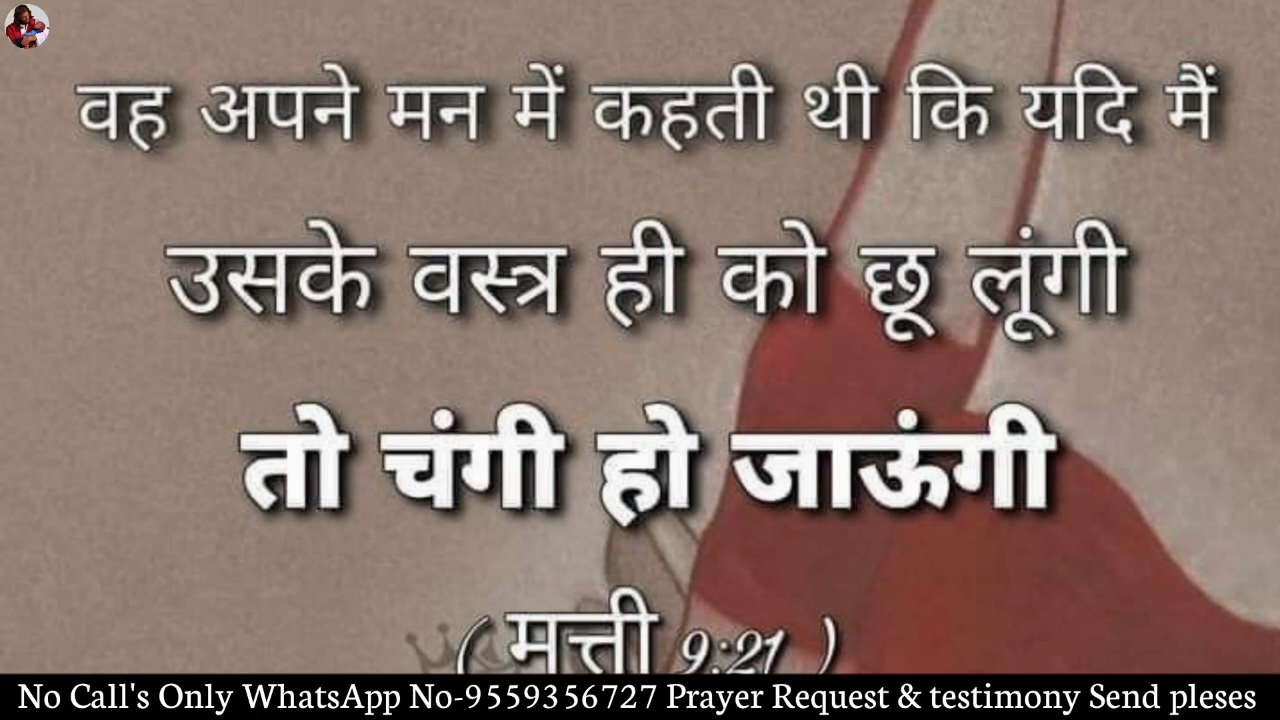 वह अपने मन में कहती थी कि यदि मैं
उसके वस्त्र ही को छू लूंगी
तो चंगी हो जाऊंगी
( मत्ती 9:21 )
No Call's Only WhatsApp No-9559356727 Prayer Request & testimony Send pleses